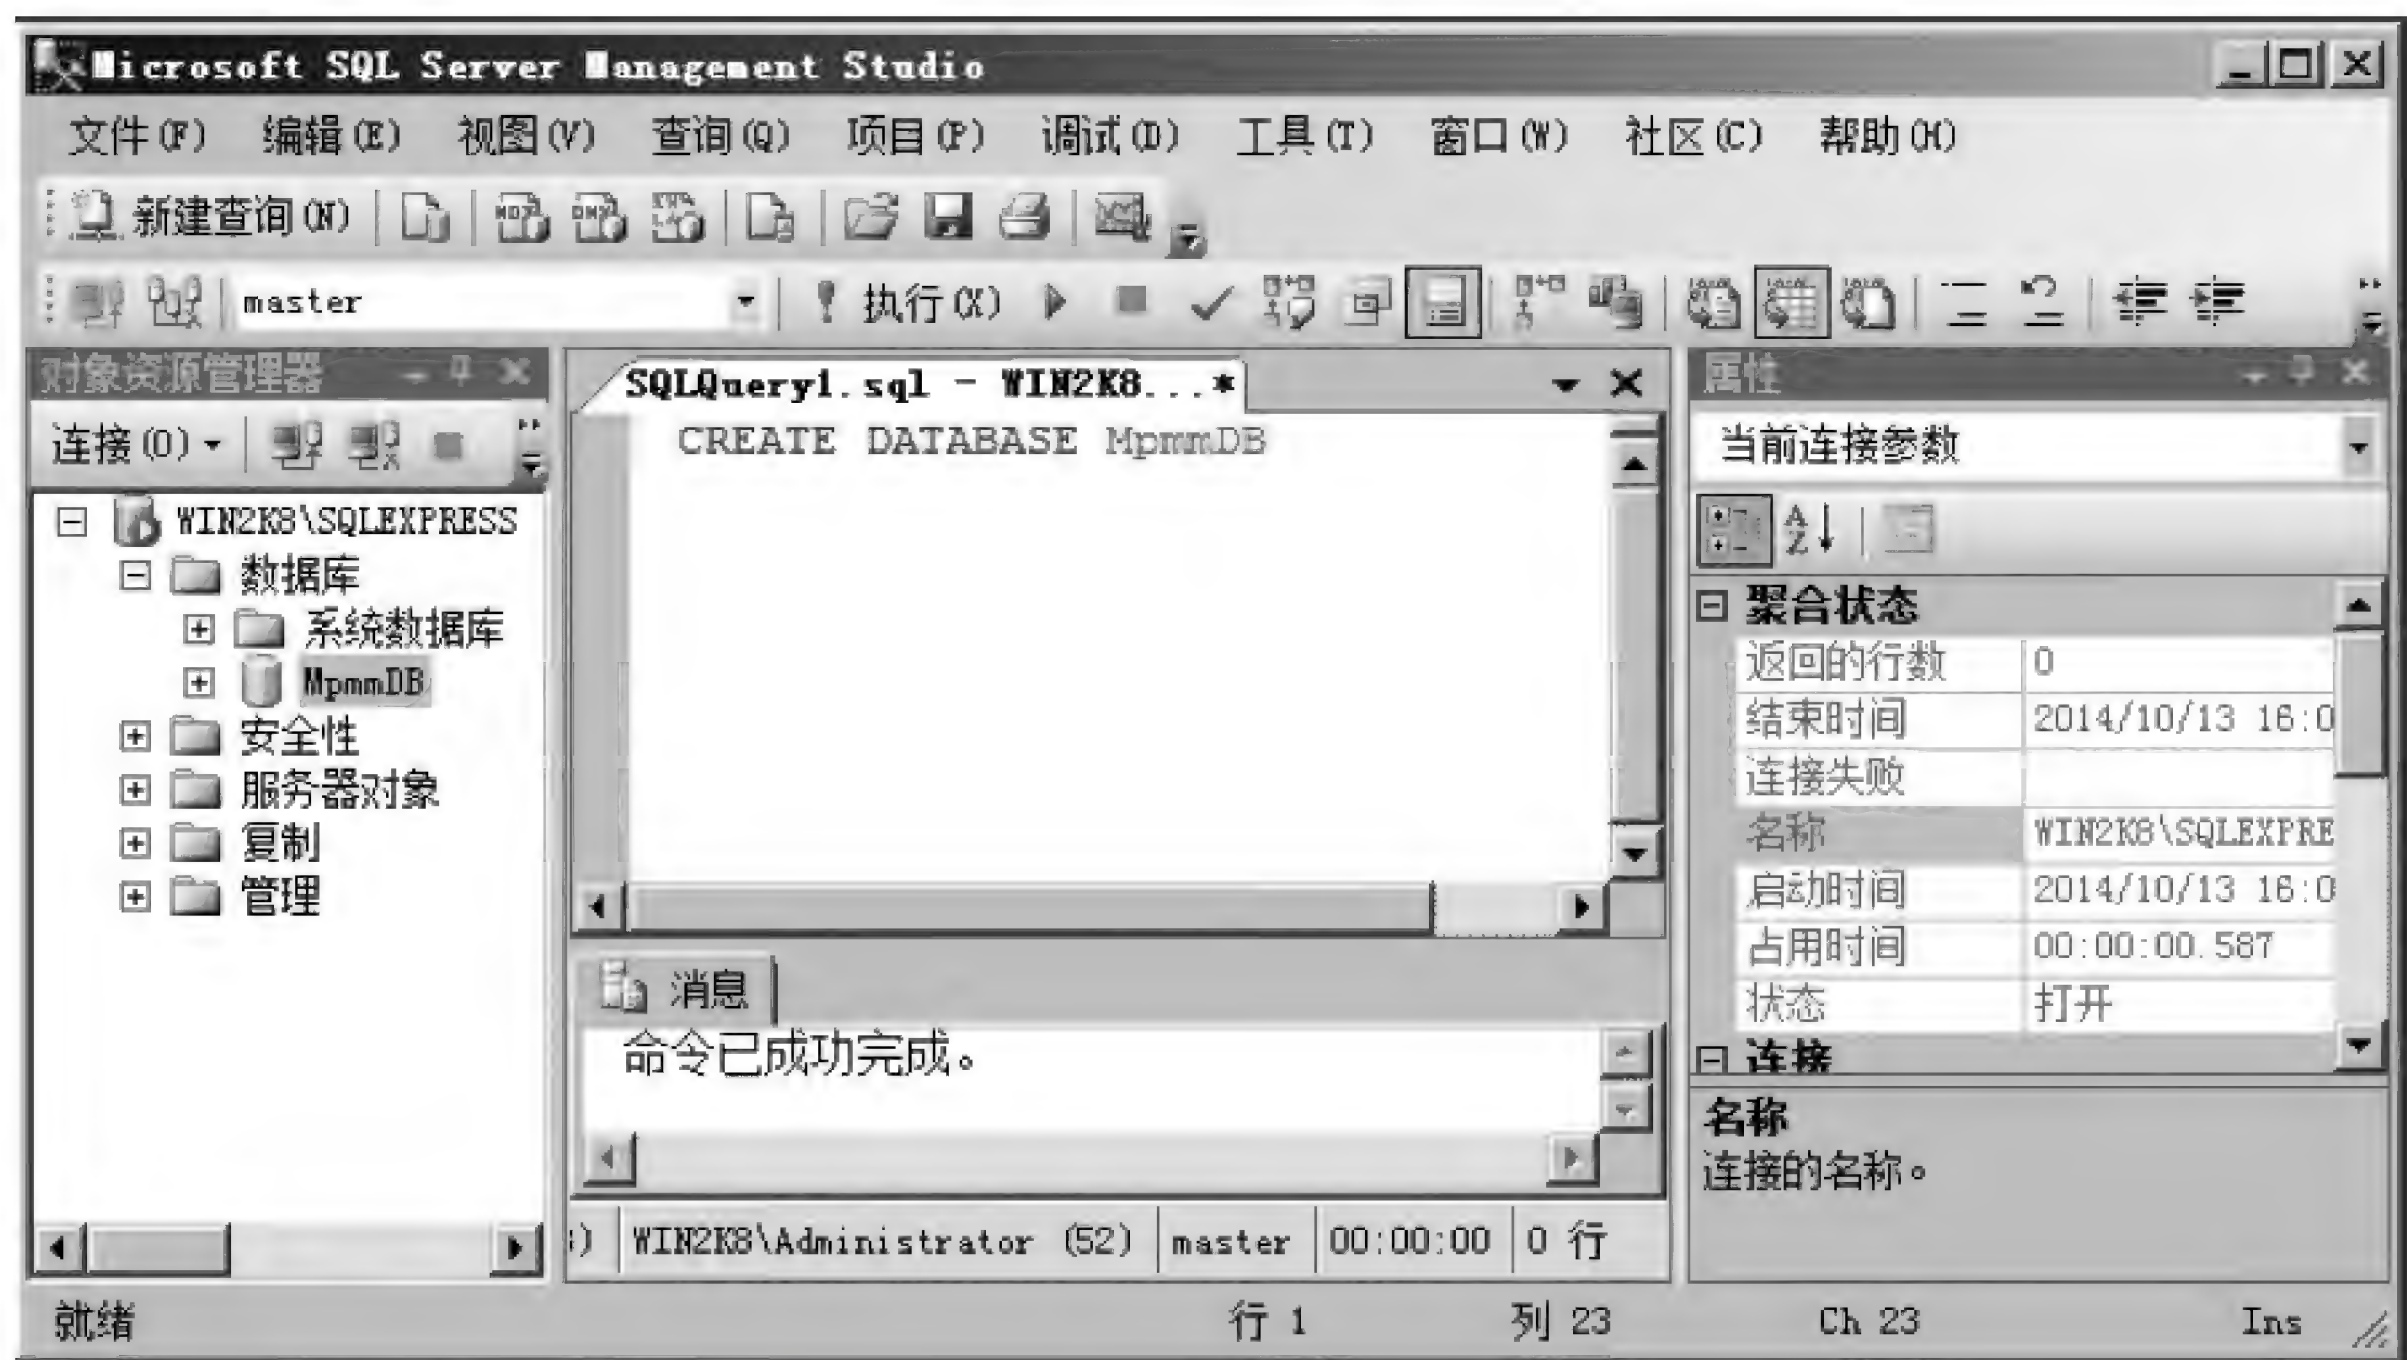 Microsoft SQL Server Management Studio
文件(F) 编辑(E) 视图(V) 查询(Q) 项目(P) 调试(D) 工具(T) 窗口(W) 社区(C) 帮助(H)
新建查询(N)
master 执行(X)
对象资源管理器
连接(O)
WIN2K8\SQLEXPRESS
数据库
系统数据库
MpmmDB
安全性
服务器对象
复制
管理
SQLQuery1.sql - WIN2K8...*
CREATE DATABASE MpmmDB
消息
命令已成功完成。
WIN2K8\Administrator (52) master 00:00:00 0 行
属性
当前连接参数
聚合状态
返回的行数 0
结束时间 2014/10/13 16:0
连接失败
名称 WIN2K8\SQLEXPRE
启动时间 2014/10/13 16:0
占用时间 00:00:00.587
状态 打开
连接
名称
连接的名称。
就绪 行 1 列 23 Ch 23 Ins